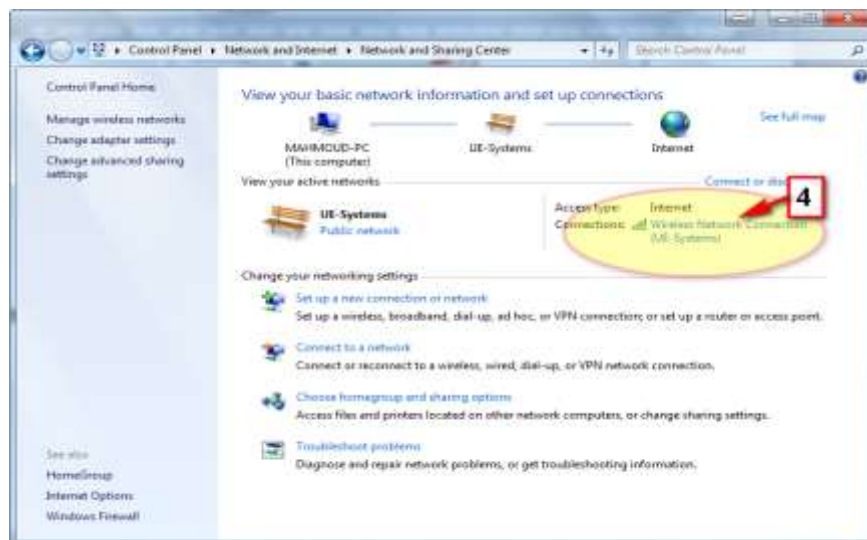 Control Panel ▸ Network and Internet ▸ Network and Sharing Center
Search Control Panel
Control Panel Home
Manage wireless networks
Change adapter settings
Change advanced sharing
settings
See also
HomeGroup
Internet Options
Windows Firewall
View your basic network information and set up connections
See full map
MAHMOUD-PC
(This computer)
UE-Systems
Internet
View your active networks
Connect or
4
UE-Systems
Public network
Access type: Internet
Connections: Wireless Network Connection
(UE-Systems)
Change your networking settings
Set up a new connection or network
Set up a wireless, broadband, dial-up, ad hoc, or VPN connection; or set up a router or access point.
Connect to a network
Connect or reconnect to a wireless, wired, dial-up, or VPN network connection.
Choose homegroup and sharing options
Access files and printers located on other network computers, or change sharing settings.
Troubleshoot problems
Diagnose and repair network problems, or get troubleshooting information.